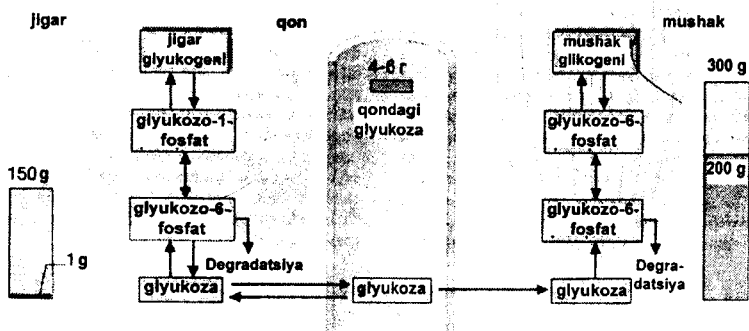 jigar
qon
mushak
jigar
glyukogeni
4-6 г
qondagi
glyukoza
mushak
glikogeni
300 g
glyukozo-1-
fosfat
glyukozo-6-
fosfat
150 g
200 g
glyukozo-6-
fosfat
glyukozo-6-
fosfat
1 g
Degradatsiya
Degra-
datsiya
glyukoza
glyukoza
glyukoza